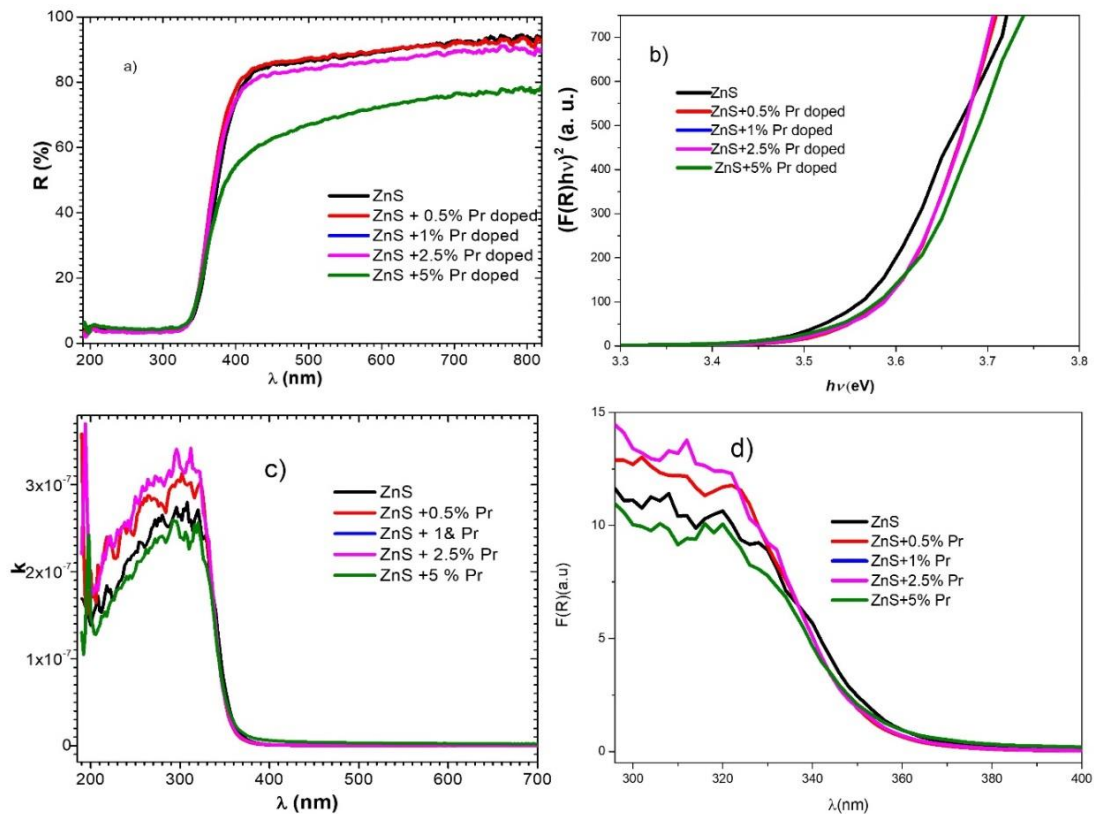 a)
R (%)
100
80
60
40
20
0
ZnS
ZnS + 0.5% Pr doped
ZnS +1% Pr doped
ZnS +2.5% Pr doped
ZnS +5% Pr doped
200 300 400 500 600 700 800
λ (nm)
b)
(F(R)hν)² (a. u.)
700
600
500
400
300
200
100
0
ZnS
ZnS+0.5% Pr doped
ZnS+1% Pr doped
ZnS+2.5% Pr doped
ZnS+5% Pr doped
3.3 3.4 3.5 3.6 3.7 3.8
hν(eV)
c)
k
3x10⁻⁷
2x10⁻⁷
1x10⁻⁷
0
ZnS
ZnS +0.5% Pr
ZnS + 1& Pr
ZnS + 2.5% Pr
ZnS +5 % Pr
200 300 400 500 600 700
λ (nm)
d)
F(R)(a.u)
15
10
5
0
ZnS
ZnS+0.5% Pr
ZnS+1% Pr
ZnS+2.5% Pr
ZnS+5% Pr
300 320 340 360 380 400
λ(nm)